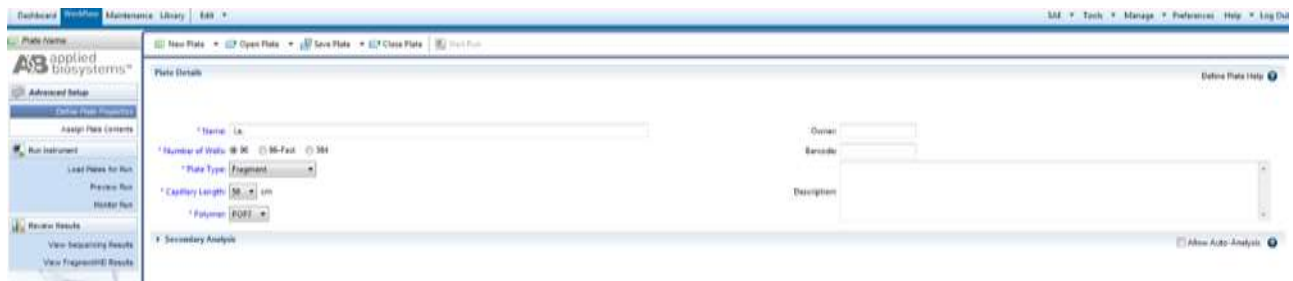 Dashboard Workflow Maintenance Library Edit SAE Tools Manage Preferences Help Log Out
Plate Name
New Plate Open Plate Save Plate Close Plate Start Run
AB applied biosystems™
Plate Details Define Plate Help
Advanced Setup
Define Plate Properties
Assign Plate Contents
* Name: Owner:
Run Instrument
* Number of Wells: 96 96-Fast 384 Barcode:
Load Plates for Run
* Plate Type: Fragment
Preview Run
* Capillary Length: cm Description:
Monitor Run
* Polymer: POP7
Review Results
Secondary Analysis Allow Auto-Analysis
View Sequencing Results
View Fragment/HID Results